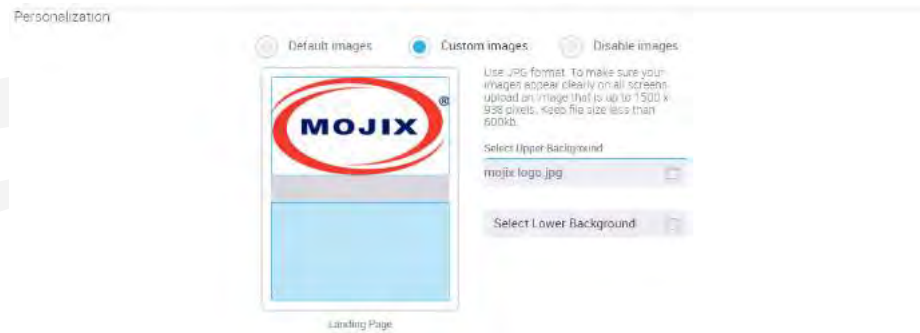 Personalization
Default images
Custom images
Disable images
Use JPG format. To make sure your
images appear clearly on all screens
upload an image that is up to 1500 x
938 pixels. Keep file size less than
600kb.
MOJIX®
Select Upper Background
mojix logo.jpg
Select Lower Background
Landing Page